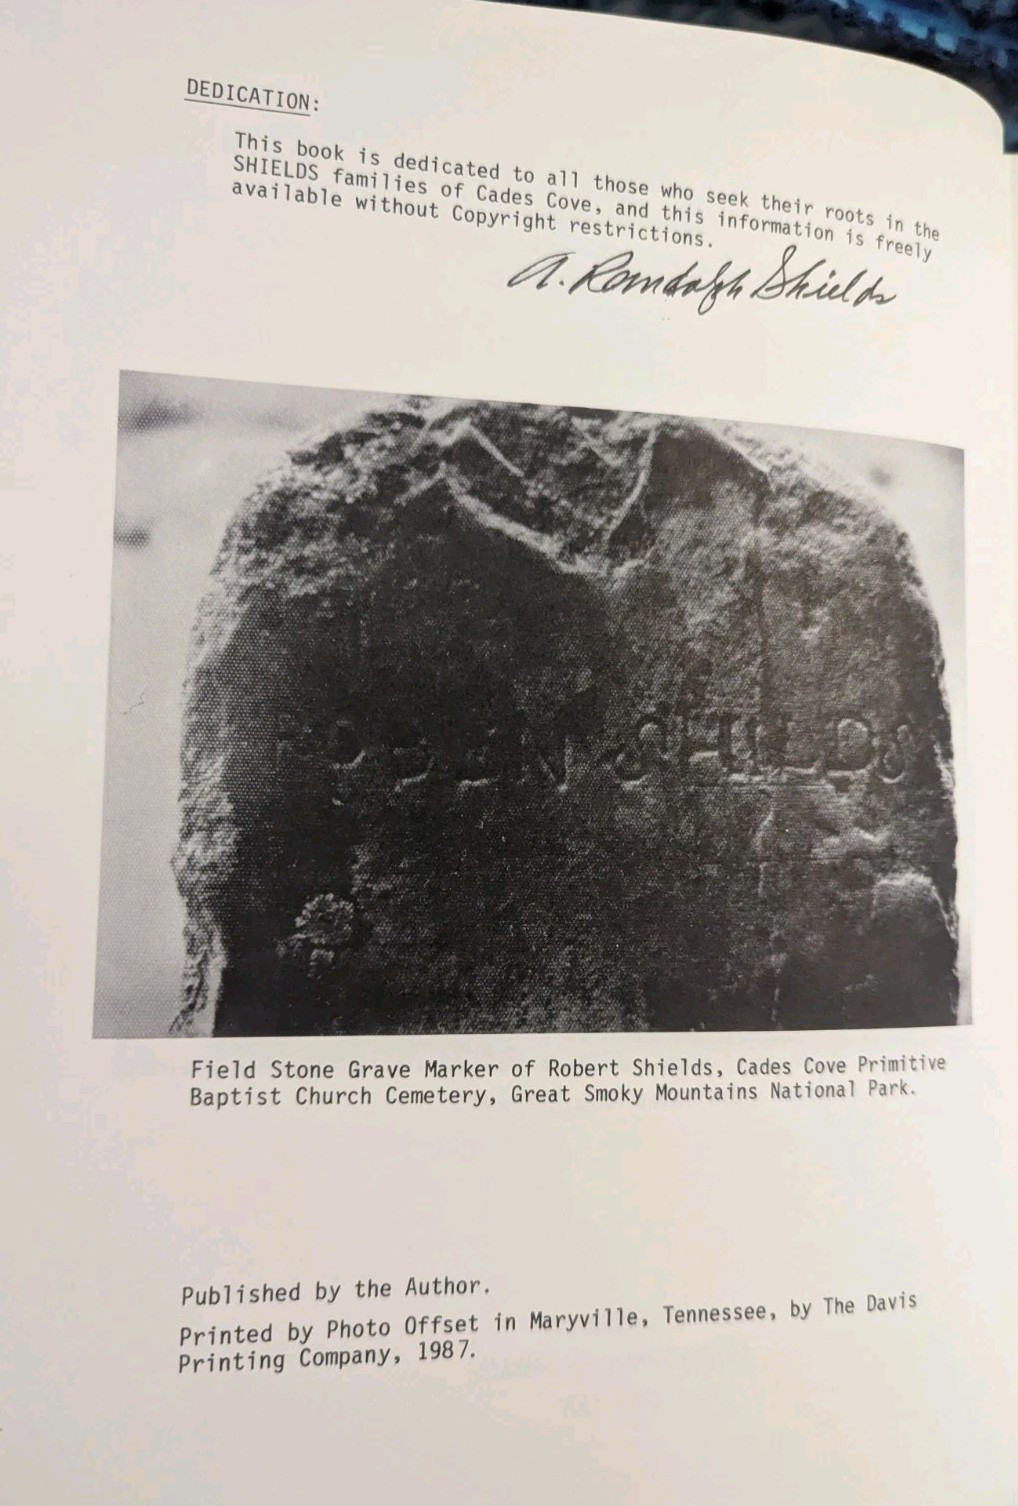 DEDICATION:
This book is dedicated to all those who seek their roots in the
SHIELDS families of Cades Cove, and this information is freely
available without Copyright restrictions.
A. Randolph Shields
SHILDS
Field Stone Grave Marker of Robert Shields, Cades Cove Primitive
Baptist Church Cemetery, Great Smoky Mountains National Park.
Published by the Author.
Printed by Photo Offset in Maryville, Tennessee, by The Davis
Printing Company, 1987.